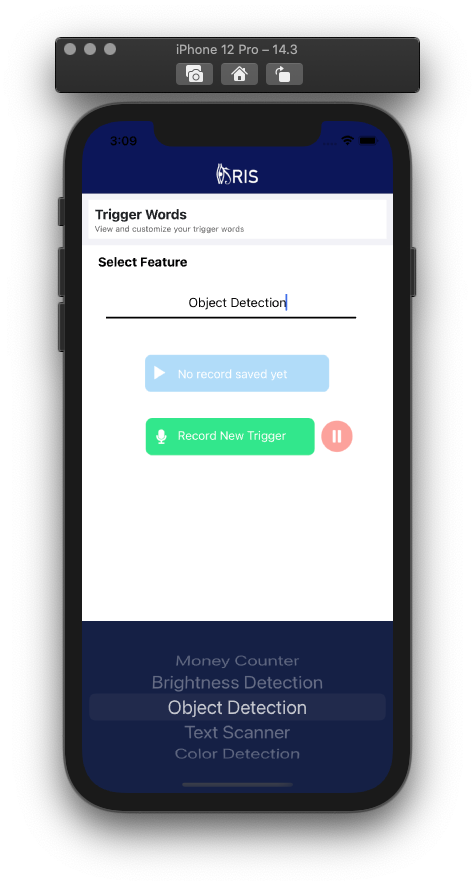 iPhone 12 Pro – 14.3
3:09
RIS
Trigger Words
View and customize your trigger words
Select Feature
Object Detection
No record saved yet
Record New Trigger
Money Counter
Brightness Detection
Object Detection
Text Scanner
Color Detection